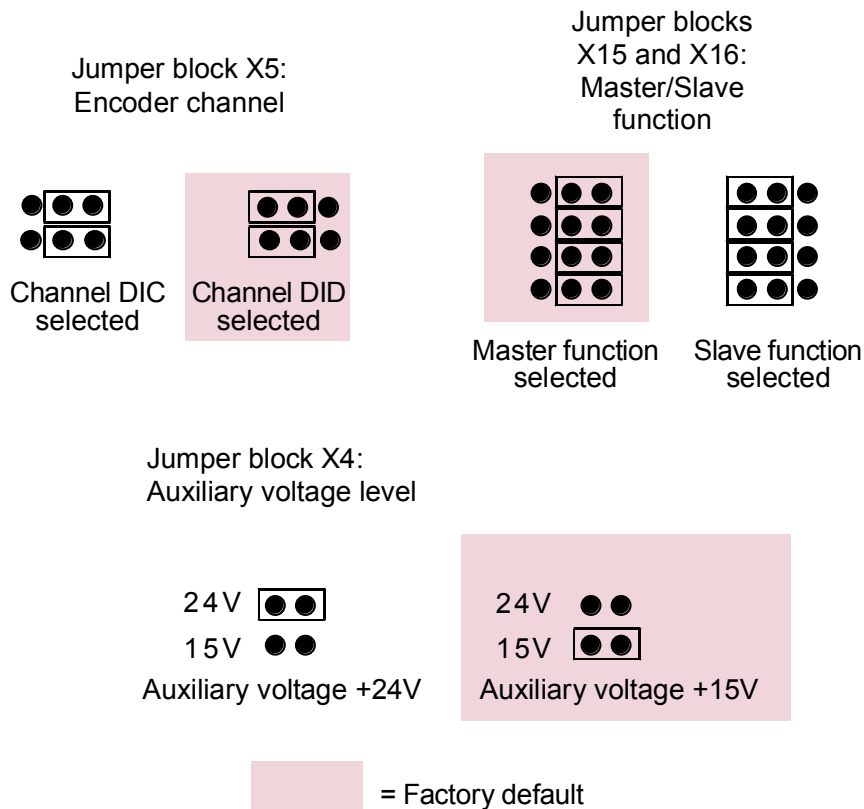 Jumper block X5:
Encoder channel
Jumper blocks
X15 and X16:
Master/Slave
function
Channel DIC
selected
Channel DID
selected
Master function
selected
Slave function
selected
Jumper block X4:
Auxiliary voltage level
24V
15V
Auxiliary voltage +24V
24V
15V
Auxiliary voltage +15V
= Factory default